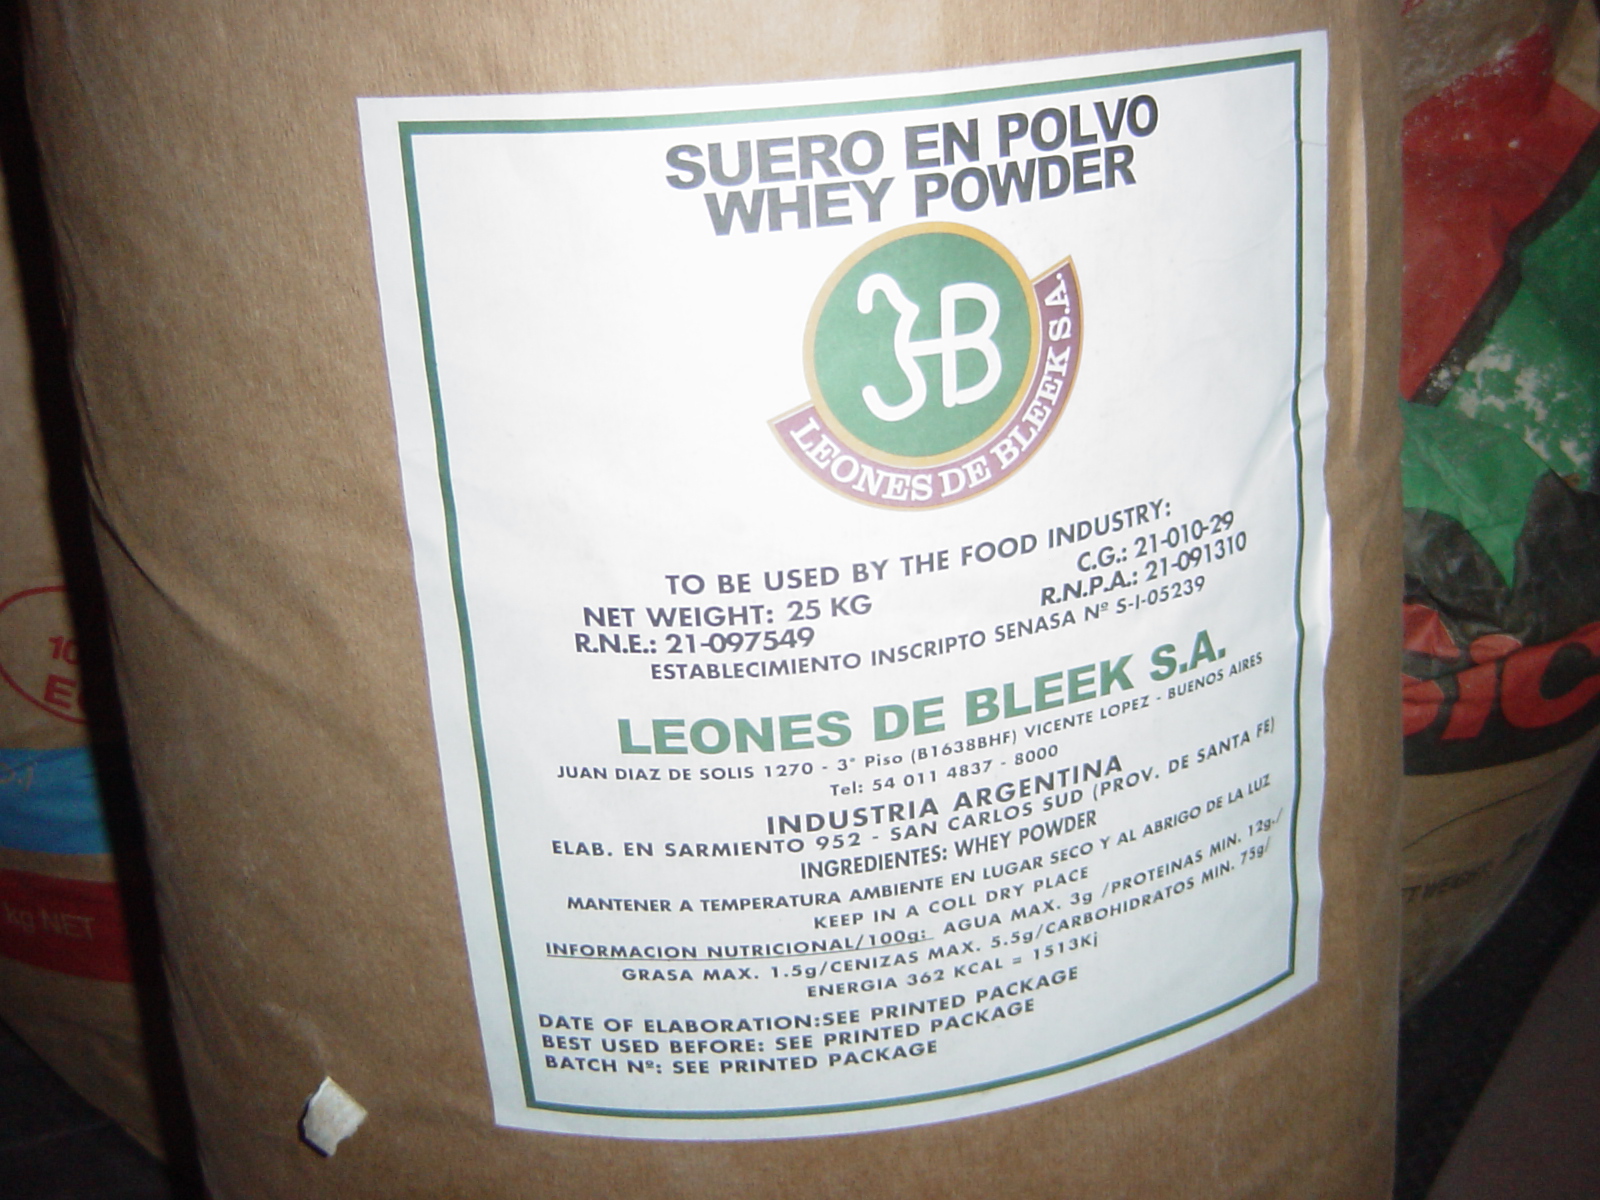 SUERO EN POLVO
WHEY POWDER
JHB
LEONES DE BLEEK S.A.
TO BE USED BY THE FOOD INDUSTRY:
NET WEIGHT: 25 KG
C.G.: 21-010-29
R.N.E.: 21-097549
R.N.P.A.: 21-091310
ESTABLECIMIENTO INSCRIPTO SENASA Nº S-I-05239
LEONES DE BLEEK S.A.
JUAN DIAZ DE SOLIS 1270 - 3° Piso (B1638BHF) VICENTE LOPEZ - BUENOS AIRES
Tel: 54 011 4837 - 8000
INDUSTRIA ARGENTINA
ELAB. EN SARMIENTO 952 - SAN CARLOS SUD (PROV. DE SANTA FE)
INGREDIENTES: WHEY POWDER
MANTENER A TEMPERATURA AMBIENTE EN LUGAR SECO Y AL ABRIGO DE LA LUZ
KEEP IN A COLL DRY PLACE
INFORMACION NUTRICIONAL/100g: AGUA MAX. 3g /PROTEINAS MIN. 12g./
GRASA MAX. 1.5g/CENIZAS MAX. 5.5g/CARBOHIDRATOS MIN. 75g/
ENERGIA 362 KCAL = 1513Kj
DATE OF ELABORATION:SEE PRINTED PACKAGE
BEST USED BEFORE: SEE PRINTED PACKAGE
BATCH Nº: SEE PRINTED PACKAGE
kg NET